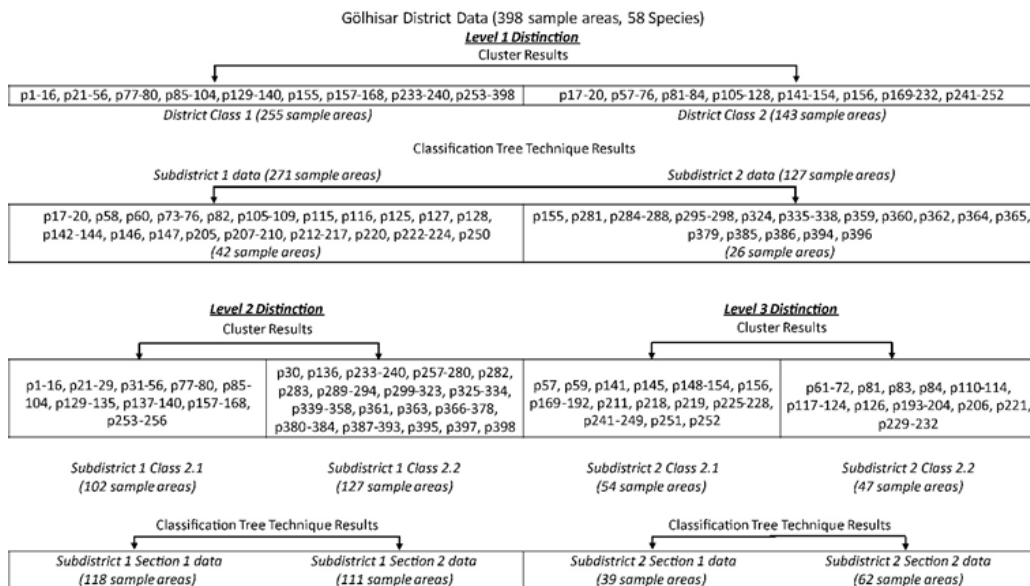 Gölhisar District Data (398 sample areas, 58 Species)
Level 1 Distinction
Cluster Results
p1-16, p21-56, p77-80, p85-104, p129-140, p155, p157-168, p233-240, p253-398
p17-20, p57-76, p81-84, p105-128, p141-154, p156, p169-232, p241-252
District Class 1 (255 sample areas)
District Class 2 (143 sample areas)
Classification Tree Technique Results
Subdistrict 1 data (271 sample areas)
Subdistrict 2 data (127 sample areas)
p17-20, p58, p60, p73-76, p82, p105-109, p115, p116, p125, p127, p128,
p142-144, p146, p147, p205, p207-210, p212-217, p220, p222-224, p250
(42 sample areas)
p155, p281, p284-288, p295-298, p324, p335-338, p359, p360, p362, p364, p365,
p379, p385, p386, p394, p396
(26 sample areas)
Level 2 Distinction
Cluster Results
p1-16, p21-29, p31-56, p77-80, p85-
104, p129-135, p137-140, p157-168,
p253-256
p30, p136, p233-240, p257-280, p282,
p283, p289-294, p299-323, p325-334,
p339-358, p361, p363, p366-378,
p380-384, p387-393, p395, p397, p398
Subdistrict 1 Class 2.1
(102 sample areas)
Subdistrict 1 Class 2.2
(127 sample areas)
Classification Tree Technique Results
Subdistrict 1 Section 1 data
(118 sample areas)
Subdistrict 1 Section 2 data
(111 sample areas)
Level 3 Distinction
Cluster Results
p57, p59, p141, p145, p148-154, p156,
p169-192, p211, p218, p219, p225-228,
p241-249, p251, p252
p61-72, p81, p83, p84, p110-114,
p117-124, p126, p193-204, p206, p221,
p229-232
Subdistrict 2 Class 2.1
(54 sample areas)
Subdistrict 2 Class 2.2
(47 sample areas)
Classification Tree Technique Results
Subdistrict 2 Section 1 data
(39 sample areas)
Subdistrict 2 Section 2 data
(62 sample areas)